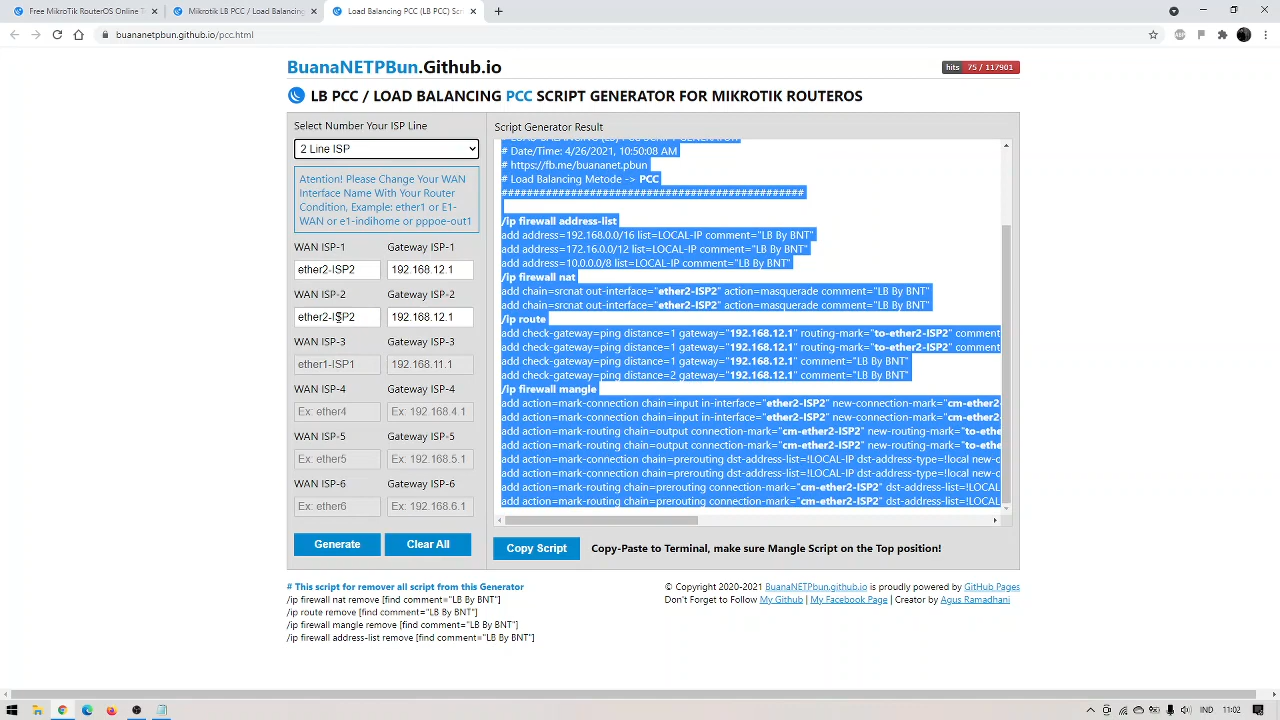 Free MikroTik RouterOS Online T
Mikrotik LB PCC / Load Balancing
Load Balancing PCC (LB PCC) Scri
buananetpbun.github.io/pcc.html
BuanaNETPBun.Github.io
hits 75 / 117901
LB PCC / LOAD BALANCING PCC SCRIPT GENERATOR FOR MIKROTIK ROUTEROS
Select Number Your ISP Line
2 Line ISP
Atention! Please Change Your WAN
Interface Name With Your Router
Condition, Example: ether1 or E1-
WAN or e1-indihome or pppoe-out1
WAN ISP-1 Gateway ISP-1
ether2-ISP2 192.168.12.1
WAN ISP-2 Gateway ISP-2
ether2-ISP2 192.168.12.1
WAN ISP-3 Gateway ISP-3
ether1-ISP1 192.168.11.1
WAN ISP-4 Gateway ISP-4
Ex: ether4 Ex: 192.168.4.1
WAN ISP-5 Gateway ISP-5
Ex: ether5 Ex: 192.168.5.1
WAN ISP-6 Gateway ISP-6
Ex: ether6 Ex: 192.168.6.1
Generate Clear All
Script Generator Result
# Date/Time: 4/26/2021, 10:50:08 AM
# https://fb.me/buananet.pbun
# Load Balancing Metode -> PCC
################################################
/ip firewall address-list
add address=192.168.0.0/16 list=LOCAL-IP comment="LB By BNT"
add address=172.16.0.0/12 list=LOCAL-IP comment="LB By BNT"
add address=10.0.0.0/8 list=LOCAL-IP comment="LB By BNT"
/ip firewall nat
add chain=srcnat out-interface="ether2-ISP2" action=masquerade comment="LB By BNT"
add chain=srcnat out-interface="ether2-ISP2" action=masquerade comment="LB By BNT"
/ip route
add check-gateway=ping distance=1 gateway="192.168.12.1" routing-mark="to-ether2-ISP2" comment
add check-gateway=ping distance=1 gateway="192.168.12.1" routing-mark="to-ether2-ISP2" comment
add check-gateway=ping distance=1 gateway="192.168.12.1" comment="LB By BNT"
add check-gateway=ping distance=2 gateway="192.168.12.1" comment="LB By BNT"
/ip firewall mangle
add action=mark-connection chain=input in-interface="ether2-ISP2" new-connection-mark="cm-ether2
add action=mark-connection chain=input in-interface="ether2-ISP2" new-connection-mark="cm-ether2
add action=mark-routing chain=output connection-mark="cm-ether2-ISP2" new-routing-mark="to-ethe
add action=mark-routing chain=output connection-mark="cm-ether2-ISP2" new-routing-mark="to-ethe
add action=mark-connection chain=prerouting dst-address-list=!LOCAL-IP dst-address-type=!local new-c
add action=mark-connection chain=prerouting dst-address-list=!LOCAL-IP dst-address-type=!local new-c
add action=mark-routing chain=prerouting connection-mark="cm-ether2-ISP2" dst-address-list=!LOCAL
add action=mark-routing chain=prerouting connection-mark="cm-ether2-ISP2" dst-address-list=!LOCAL
Copy Script Copy-Paste to Terminal, make sure Mangle Script on the Top position!
# This script for remover all script from this Generator
/ip firewall nat remove [find comment="LB By BNT"]
/ip route remove [find comment="LB By BNT"]
/ip firewall mangle remove [find comment="LB By BNT"]
/ip firewall address-list remove [find comment="LB By BNT"]
© Copyright 2020-2021 BuanaNETPbun.github.io is proudly powered by GitHub Pages
Don't Forget to Follow My Github | My Facebook Page | Creator by Agus Ramadhani
IND 11:02